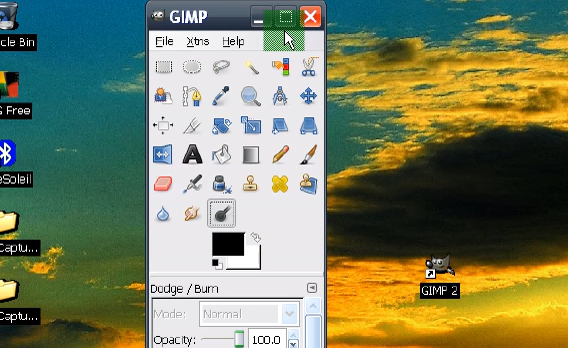 GIMP
File Xtns Help
cle Bin
G Free
eSoleil
Captu...
Captu...
GIMP 2
Dodge / Burn
Mode: Normal
Opacity: 100.0